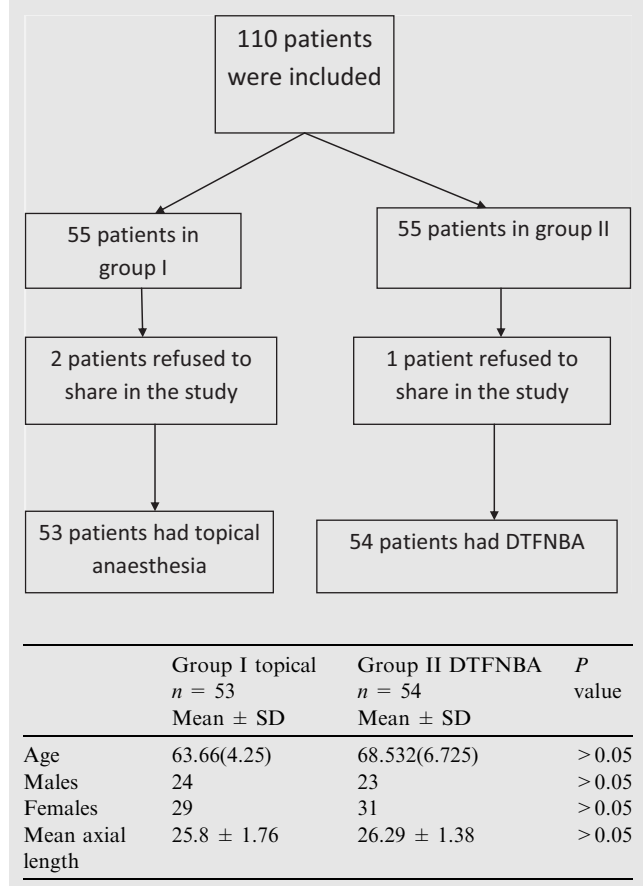 110 patients
were included
55 patients in
group I
55 patients in group II
2 patients refused to
share in the study
1 patient refused to
share in the study
53 patients had topical
anaesthesia
54 patients had DTFNBA
Group I topical Group II DTFNBA P
n = 53 n = 54 value
Mean ± SD Mean ± SD
Age 63.66(4.25) 68.532(6.725) >0.05
Males 24 23 >0.05
Females 29 31 >0.05
Mean axial 25.8 ± 1.76 26.29 ± 1.38 >0.05
length